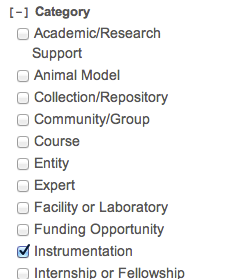 [-] Category
Academic/Research
Support
Animal Model
Collection/Repository
Community/Group
Course
Entity
Expert
Facility or Laboratory
Funding Opportunity
Instrumentation
Internship or Fellowship